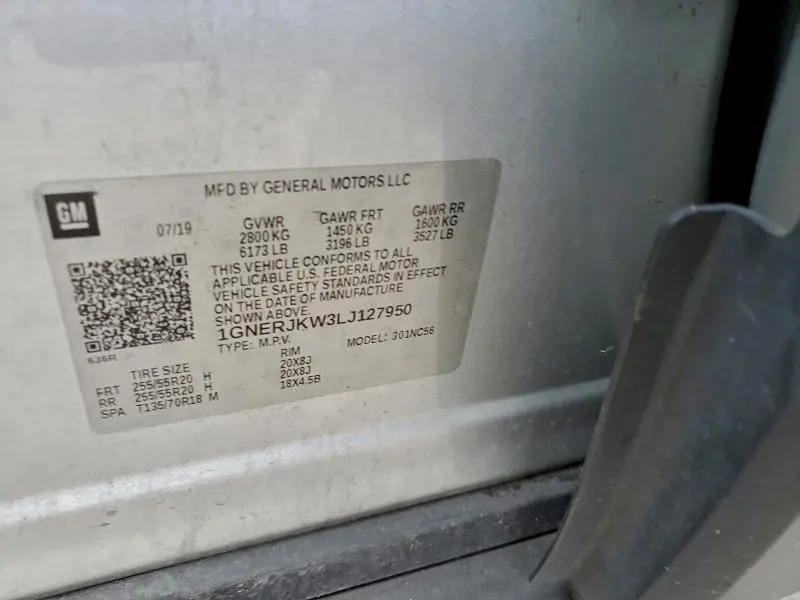 GM
MFD BY GENERAL MOTORS LLC
07/19
GVWR GAWR FRT GAWR RR
2800 KG 1450 KG 1600 KG
6173 LB 3196 LB 3527 LB
THIS VEHICLE CONFORMS TO ALL
APPLICABLE U.S. FEDERAL MOTOR
VEHICLE SAFETY STANDARDS IN EFFECT
ON THE DATE OF MANUFACTURE
SHOWN ABOVE.
1GNERJKW3LJ127950
TYPE: M.P.V. MODEL: 301NC56
636R
TIRE SIZE RIM
FRT 255/55R20 H 20X8J
RR 255/55R20 H 20X8J
SPA T135/70R18 M 18X4.5B